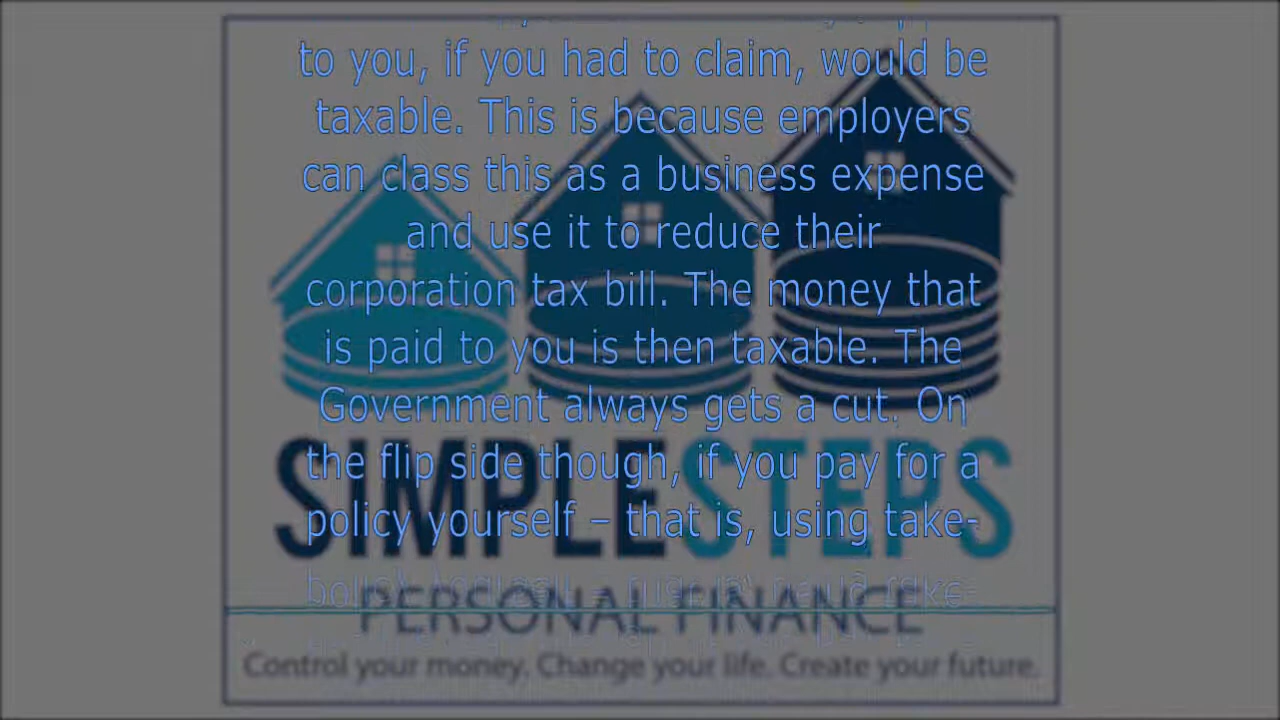 to you, if you had to claim, would be
taxable. This is because employers
can class this as a business expense
and use it to reduce their
corporation tax bill. The money that
is paid to you is then taxable. The
Government always gets a cut. On
the flip side though, if you pay for a
policy yourself – that is, using take-
SIMPLESTEPS
PERSONAL FINANCE
Control your money. Change your life. Create your future.